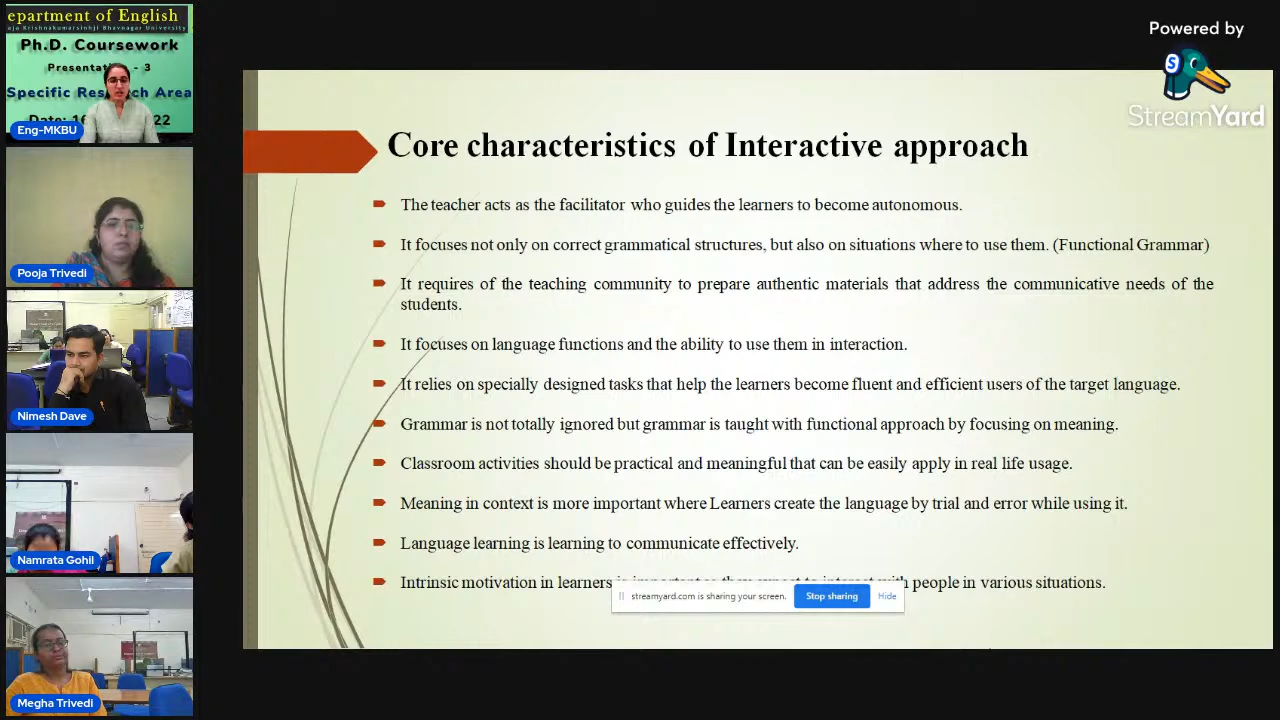 epartment of English
Krishnakumarsinhji Bhavnagar University
Ph.D. Coursework
- 3
Specific Area
22
Eng-MKBU
Pooja Trivedi
Nimesh Dave
Namrata Gohil
Megha Trivedi
Powered by
StreamYard
Core characteristics of Interactive approach
The teacher acts as the facilitator who guides the learners to become autonomous.
It focuses not only on correct grammatical structures, but also on situations where to use them. (Functional Grammar)
It requires of the teaching community to prepare authentic materials that address the communicative needs of the
students.
It focuses on language functions and the ability to use them in interaction.
It relies on specially designed tasks that help the learners become fluent and efficient users of the target language.
Grammar is not totally ignored but grammar is taught with functional approach by focusing on meaning.
Classroom activities should be practical and meaningful that can be easily apply in real life usage.
Meaning in context is more important where Learners create the language by trial and error while using it.
Language learning is learning to communicate effectively.
Intrinsic motivation in learners people in various situations.
streamyard.com is sharing your screen.
Stop sharing
Hide